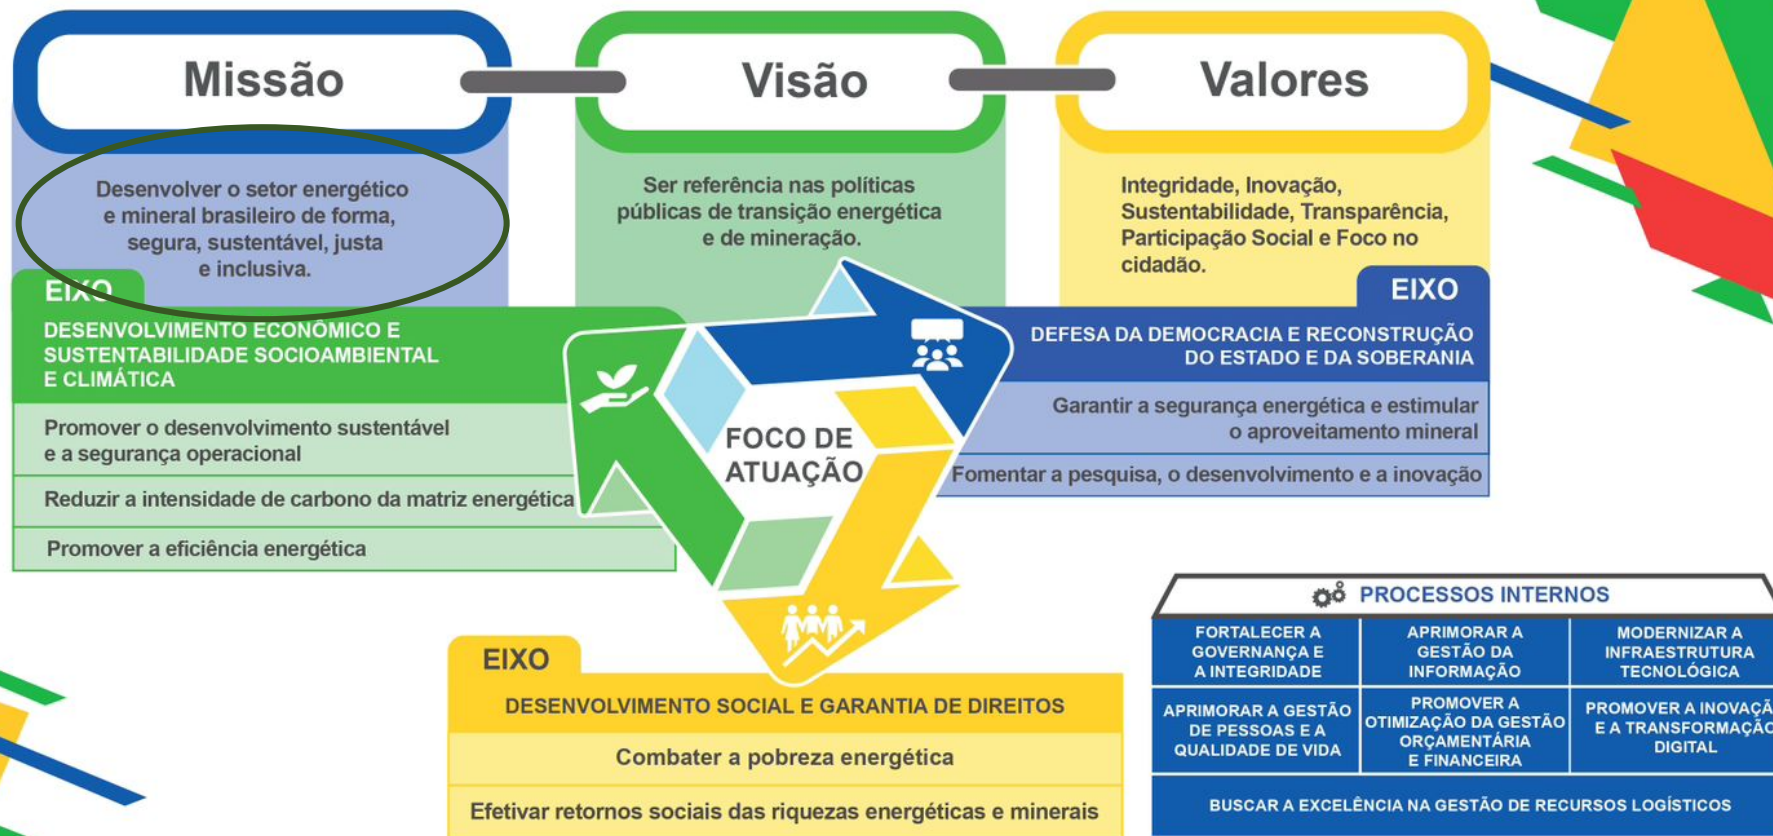 Missão
Visão
Valores
Desenvolver o setor energético
e mineral brasileiro de forma,
segura, sustentável, justa
e inclusiva.
Ser referência nas políticas
públicas de transição energética
e de mineração.
Integridade, Inovação,
Sustentabilidade, Transparência,
Participação Social e Foco no
cidadão.
EIXO
DESENVOLVIMENTO ECONÔMICO E
SUSTENTABILIDADE SOCIOAMBIENTAL
E CLIMÁTICA
Promover o desenvolvimento sustentável
e a segurança operacional
Reduzir a intensidade de carbono da matriz energética
Promover a eficiência energética
FOCO DE
ATUAÇÃO
EIXO
DEFESA DA DEMOCRACIA E RECONSTRUÇÃO
DO ESTADO E DA SOBERANIA
Garantir a segurança energética e estimular
o aproveitamento mineral
Fomentar a pesquisa, o desenvolvimento e a inovação
EIXO
DESENVOLVIMENTO SOCIAL E GARANTIA DE DIREITOS
Combater a pobreza energética
Efetivar retornos sociais das riquezas energéticas e minerais
PROCESSOS INTERNOS
FORTALECER A
GOVERNANÇA E
A INTEGRIDADE
APRIMORAR A
GESTÃO DA
INFORMAÇÃO
MODERNIZAR A
INFRAESTRUTURA
TECNOLÓGICA
APRIMORAR A GESTÃO
DE PESSOAS E A
QUALIDADE DE VIDA
PROMOVER A
OTIMIZAÇÃO DA GESTÃO
ORÇAMENTÁRIA
E FINANCEIRA
PROMOVER A INOVAÇÃ
E A TRANSFORMAÇÃO
DIGITAL
BUSCAR A EXCELÊNCIA NA GESTÃO DE RECURSOS LOGÍSTICOS